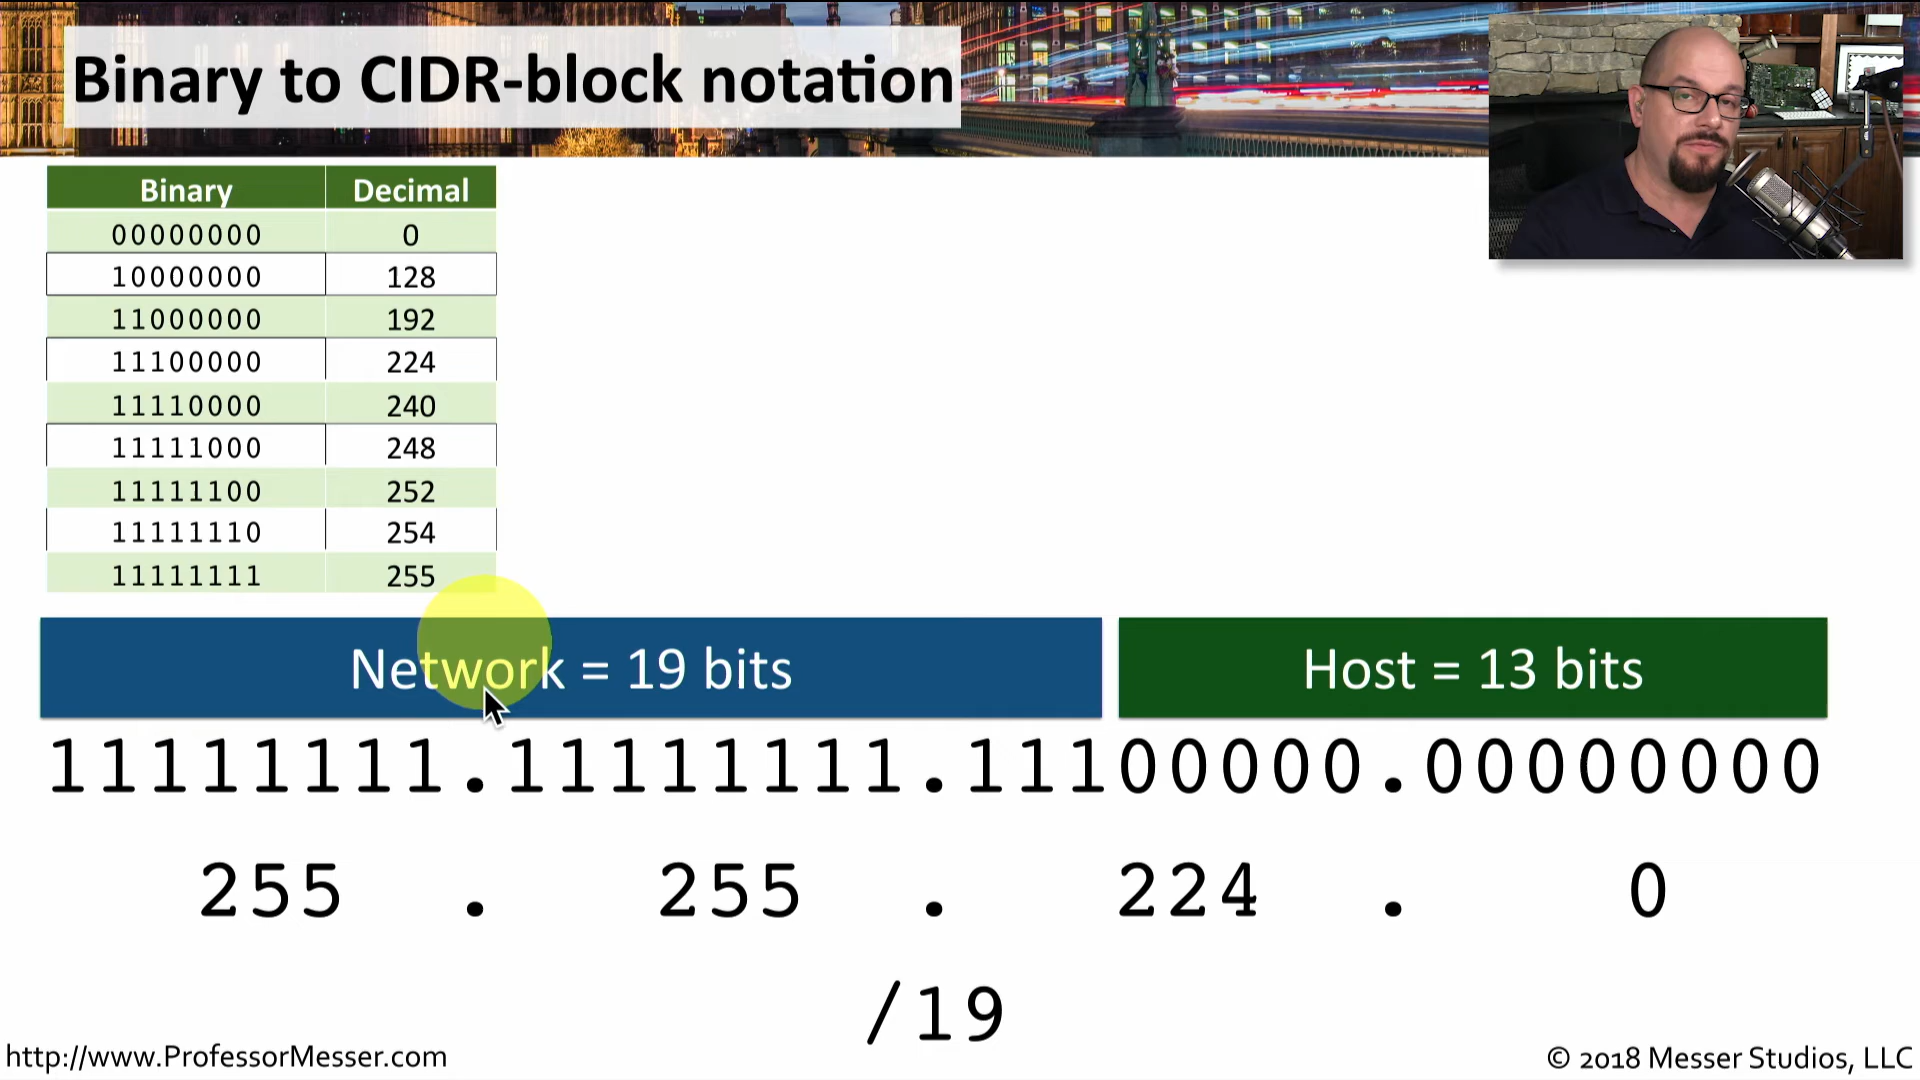 Binary to CIDR-block notation
Binary Decimal
00000000 0
10000000 128
11000000 192
11100000 224
11110000 240
11111000 248
11111100 252
11111110 254
11111111 255
Network = 19 bits Host = 13 bits
11111111.11111111.11100000.00000000
255 . 255 . 224 . 0
/19
http://www.ProfessorMesser.com © 2018 Messer Studios, LLC